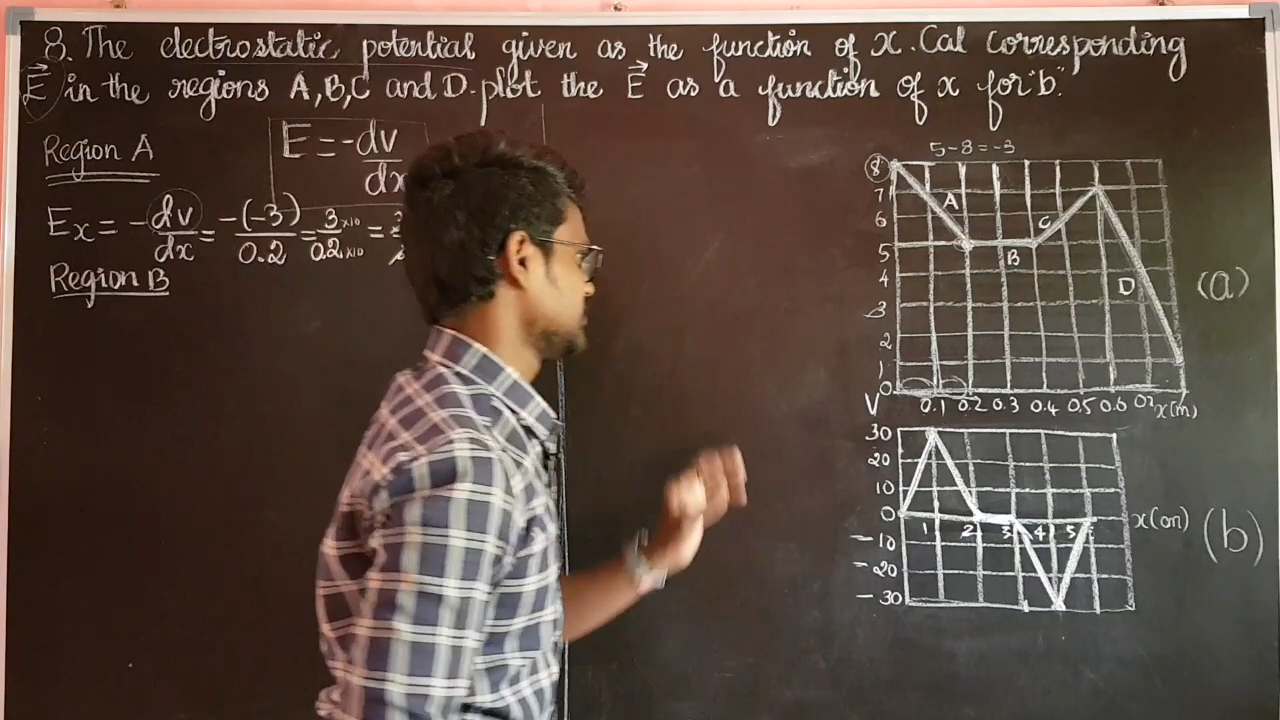 8. The electrostatic potential given as the function of x. Cal corresponding
E⃗ in the regions A, B, C and D. plot the E⃗ as a function of x for "b".
Region A
E = -dv/dx
Ex = -dv/dx = -(-3)/0.2 = 3×10/0.2×10 =
Region B
5-8=-3
8
7
6
5
4
3
2
1
0
A
B
C
D
(a)
V
0.1 0.2 0.3 0.4 0.5 0.6 x(m)
30
20
10
0
-10
-20
-30
1 2 3 4 5
x(cm)
(b)